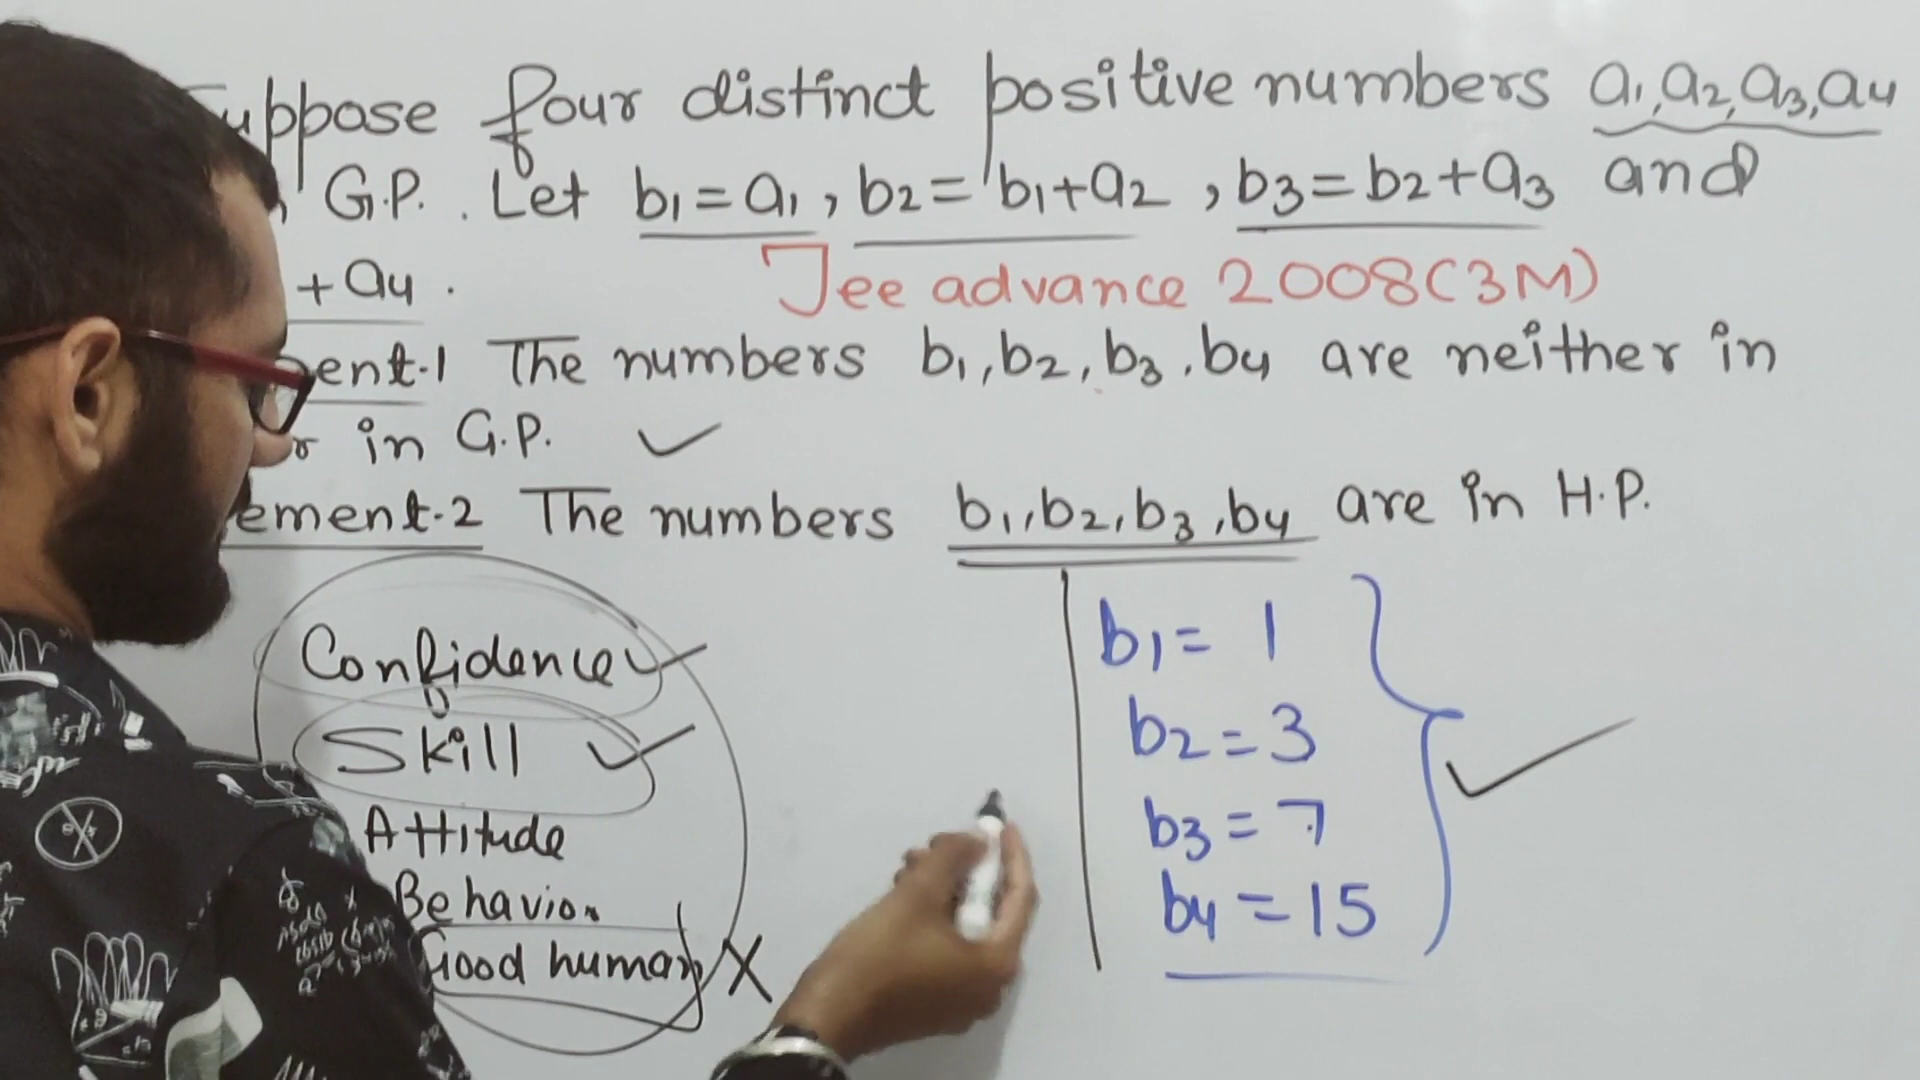 uppose four distinct positive numbers a1, a2, a3, a4
G.P. . Let b1 = a1, b2 = b1+a2, b3 = b2+a3 and
+ a4 .
Jee advance 2008(3M)
ent-1 The numbers b1, b2, b3, b4 are neither in
r in G.P. ✓
ement-2 The numbers b1, b2, b3, b4 are in H.P.
Confidence ✓
Skill ✓
Attitude
Behavior
Good human X
b1 = 1
b2 = 3
b3 = 7
b4 = 15